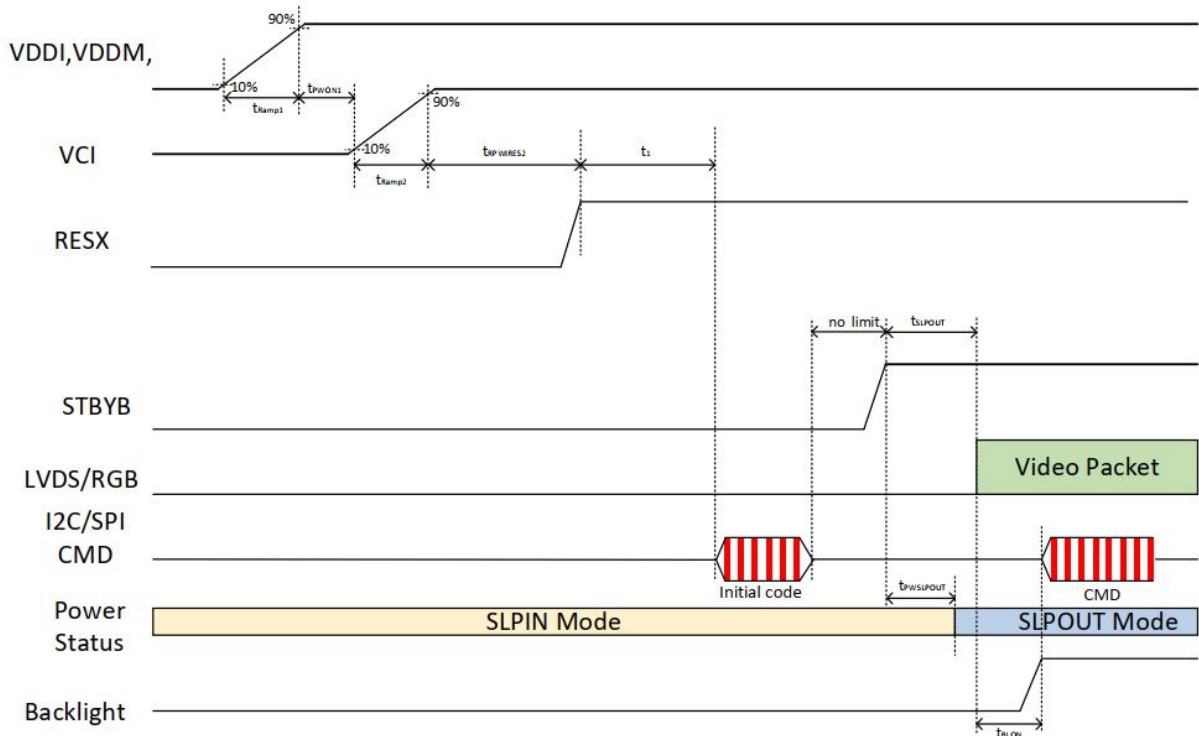 90%
VDDI,VDDM,
10%
tPWON1
tRamp1
90%
VCI
10%
tRPWIRES2
t1
tRamp2
RESX
no limit
tSLPOUT
STBYB
Video Packet
LVDS/RGB
I2C/SPI
CMD
Initial code
CMD
tPWSLPOUT
Power
Status
SLPIN Mode
SLPOUT Mode
Backlight
tBLON